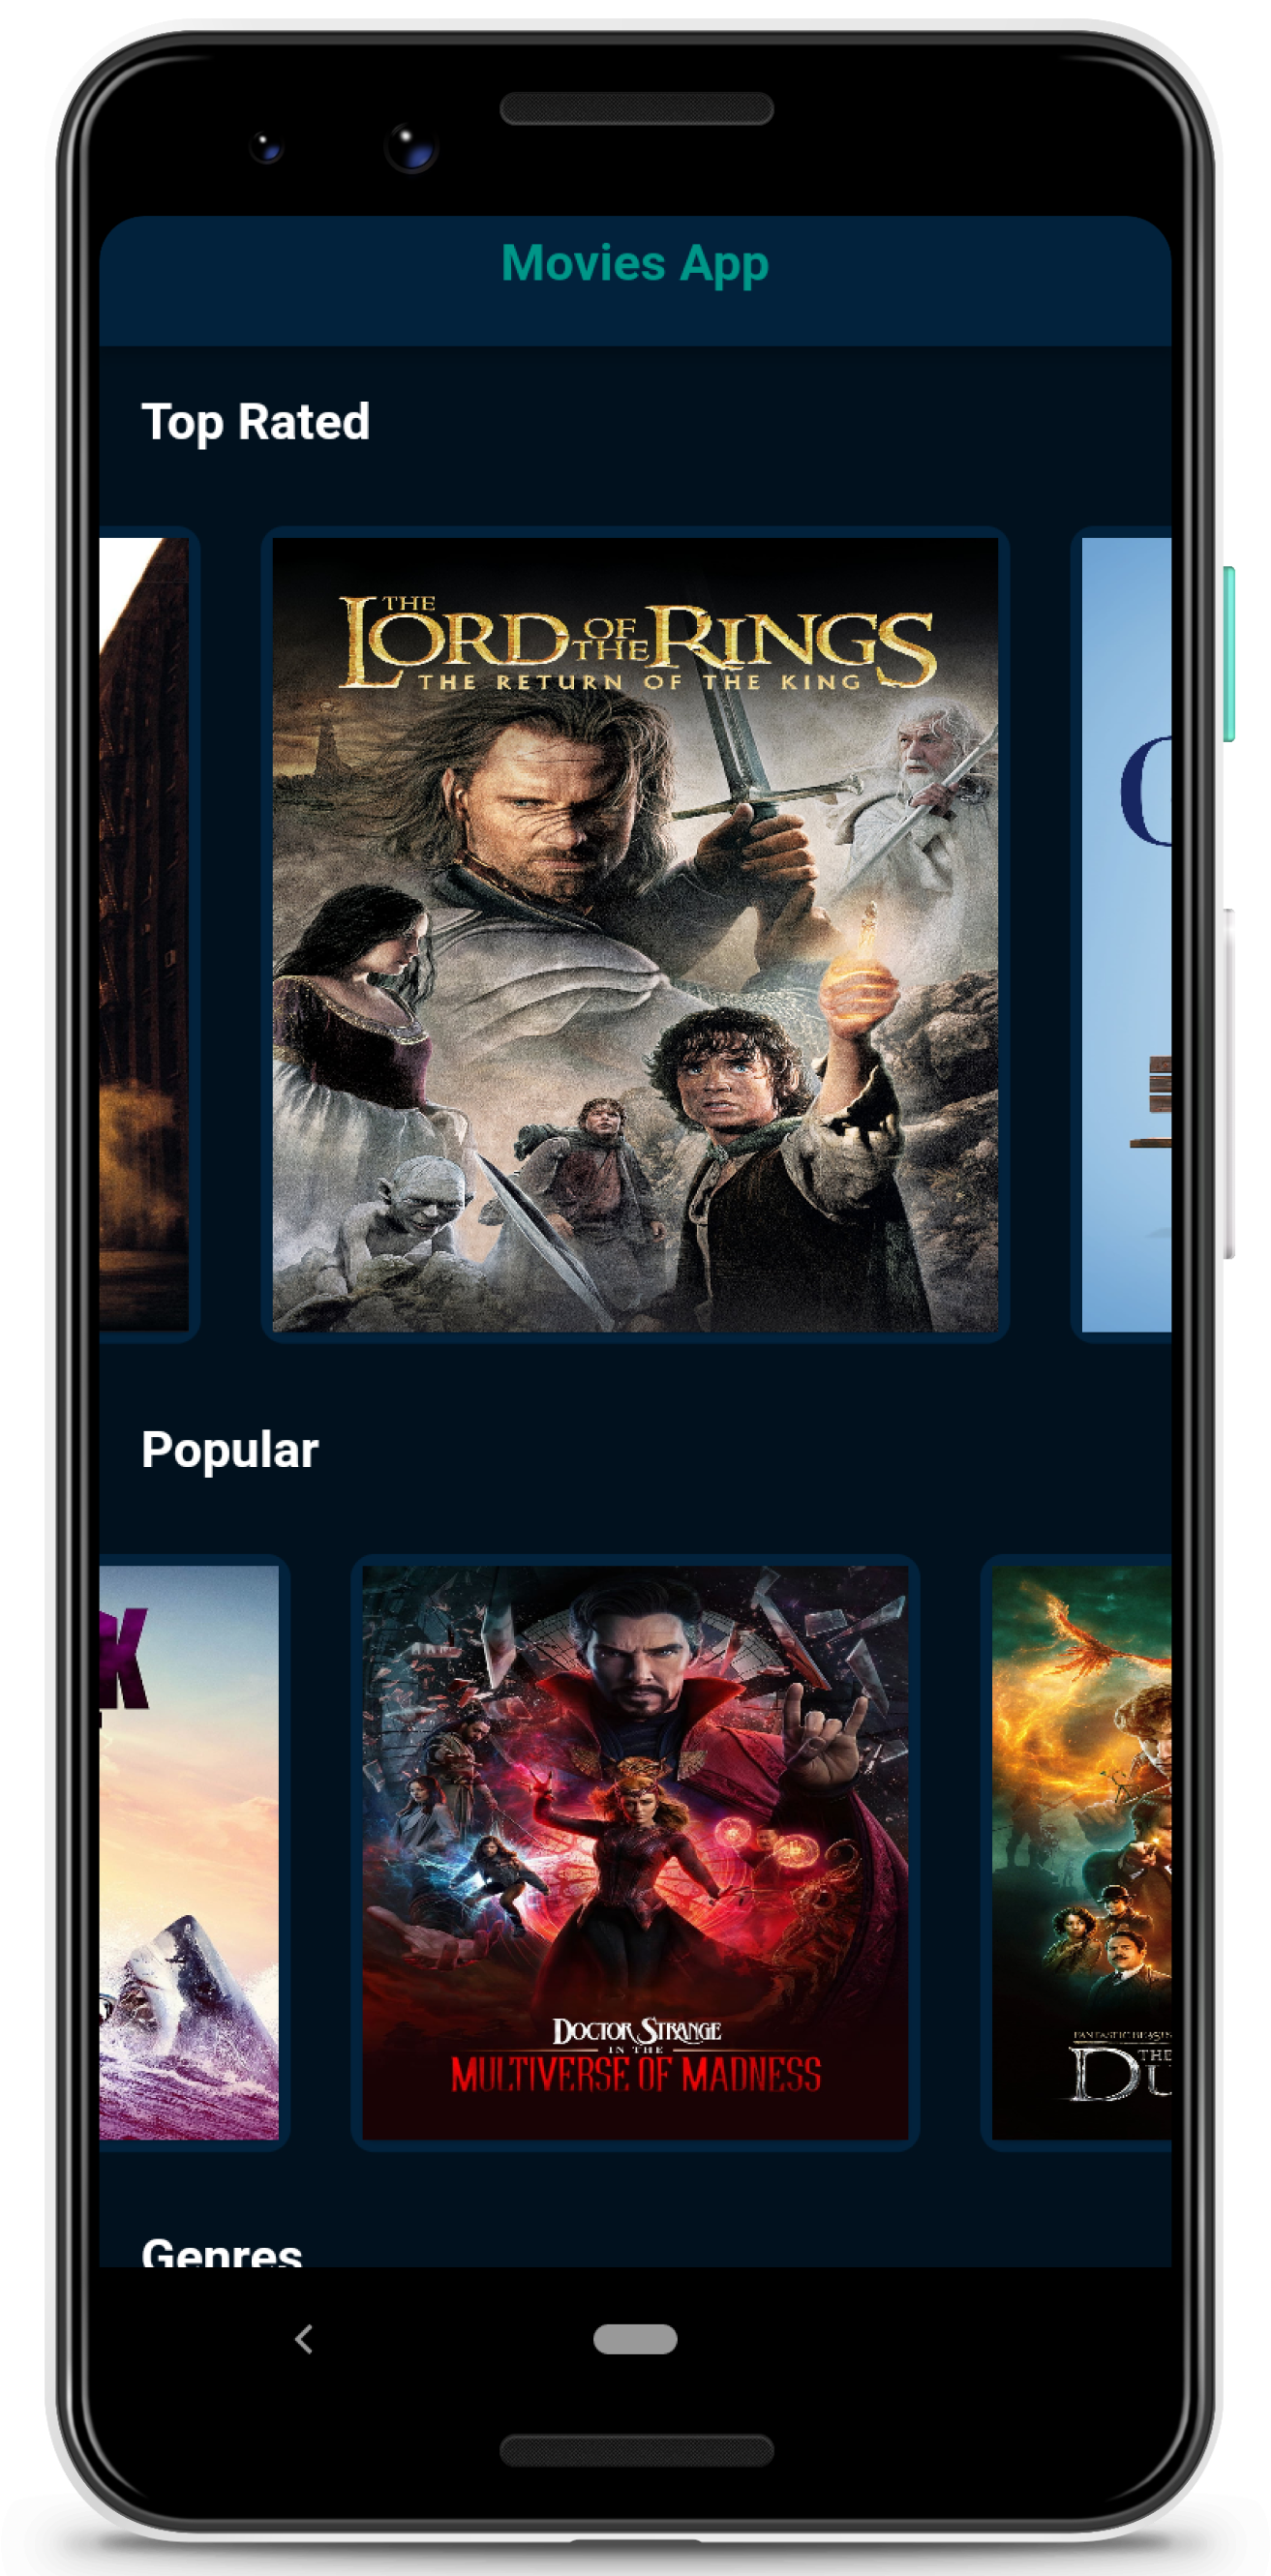 Movies App
Top Rated
THE
LORD OF THE RINGS
THE RETURN OF THE KING
Popular
K
DOCTOR STRANGE
IN THE
MULTIVERSE OF MADNESS
FANTASTIC BEASTS
THE
DU
Genres